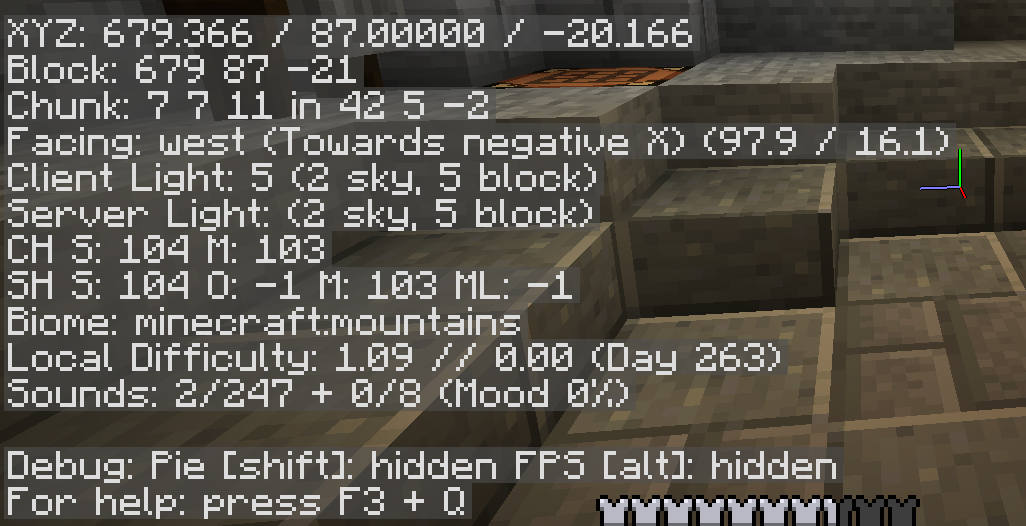 XYZ: 679.366 / 87.00000 / -20.166
Block: 679 87 -21
Chunk: 7 7 11 in 42 5 -2
Facing: west (Towards negative X) (97.9 / 16.1)
Client Light: 5 (2 sky, 5 block)
Server Light: (2 sky, 5 block)
CH S: 104 M: 103
SH S: 104 O: -1 M: 103 ML: -1
Biome: minecraft:mountains
Local Difficulty: 1.09 // 0.00 (Day 263)
Sounds: 2/247 + 0/8 (Mood 0%)
Debug: Pie [shift]: hidden FPS [alt]: hidden
For help: press F3 + Q